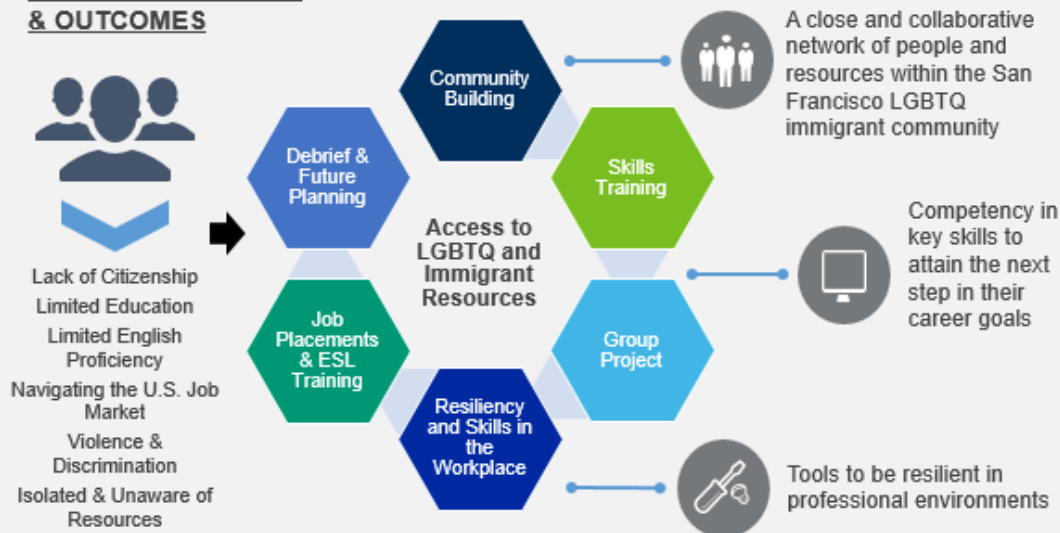 & OUTCOMES
Lack of Citizenship
Limited Education
Limited English
Proficiency
Navigating the U.S. Job
Market
Violence &
Discrimination
Isolated & Unaware of
Resources
Community
Building
Skills
Training
Group
Project
Resiliency
and Skills in
the
Workplace
Job
Placements
& ESL
Training
Debrief &
Future
Planning
Access to
LGBTQ and
Immigrant
Resources
A close and collaborative
network of people and
resources within the San
Francisco LGBTQ
immigrant community
Competency in
key skills to
attain the next
step in their
career goals
Tools to be resilient in
professional environments